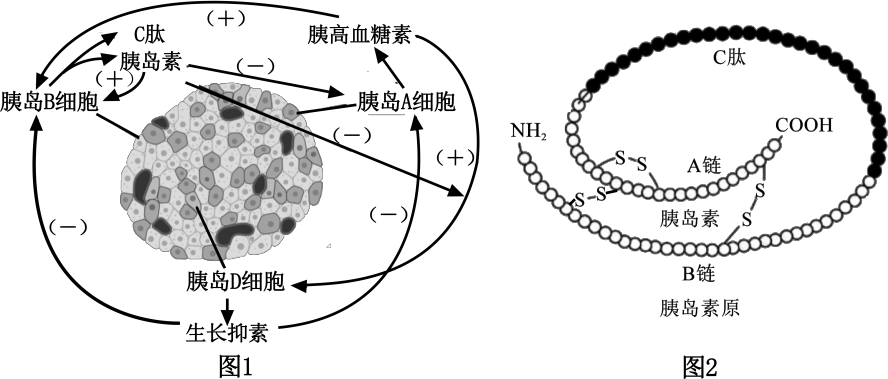 (+)
C肽
胰高血糖素
胰岛素
(−)
(+)
胰岛B细胞
胰岛A细胞
(−)
(+)
(−)
(−)
胰岛D细胞
生长抑素
图1
C肽
NH₂
COOH
S
S
A链
S
S
S
胰岛素
S
B链
胰岛素原
图2